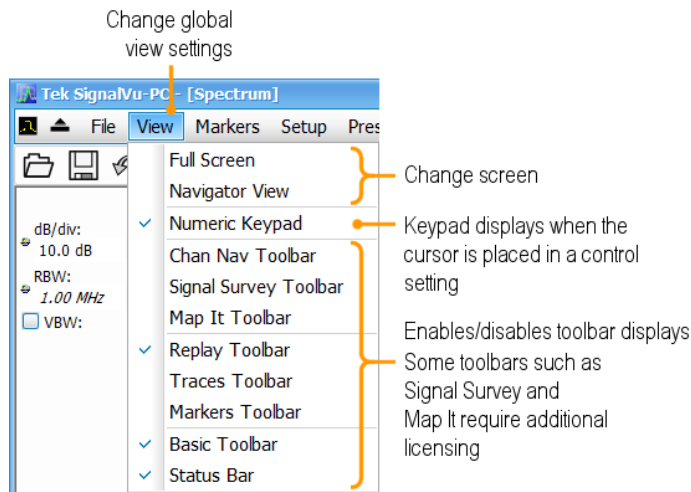 Change global
view settings
Tek SignalVu-PC - [Spectrum]
File View Markers Setup Pres
Full Screen
Navigator View
Change screen
dB/div:
10.0 dB
RBW:
1.00 MHz
VBW:
Numeric Keypad
Keypad displays when the
cursor is placed in a control
setting
Chan Nav Toolbar
Signal Survey Toolbar
Map It Toolbar
Replay Toolbar
Traces Toolbar
Markers Toolbar
Basic Toolbar
Status Bar
Enables/disables toolbar displays
Some toolbars such as
Signal Survey and
Map It require additional
licensing